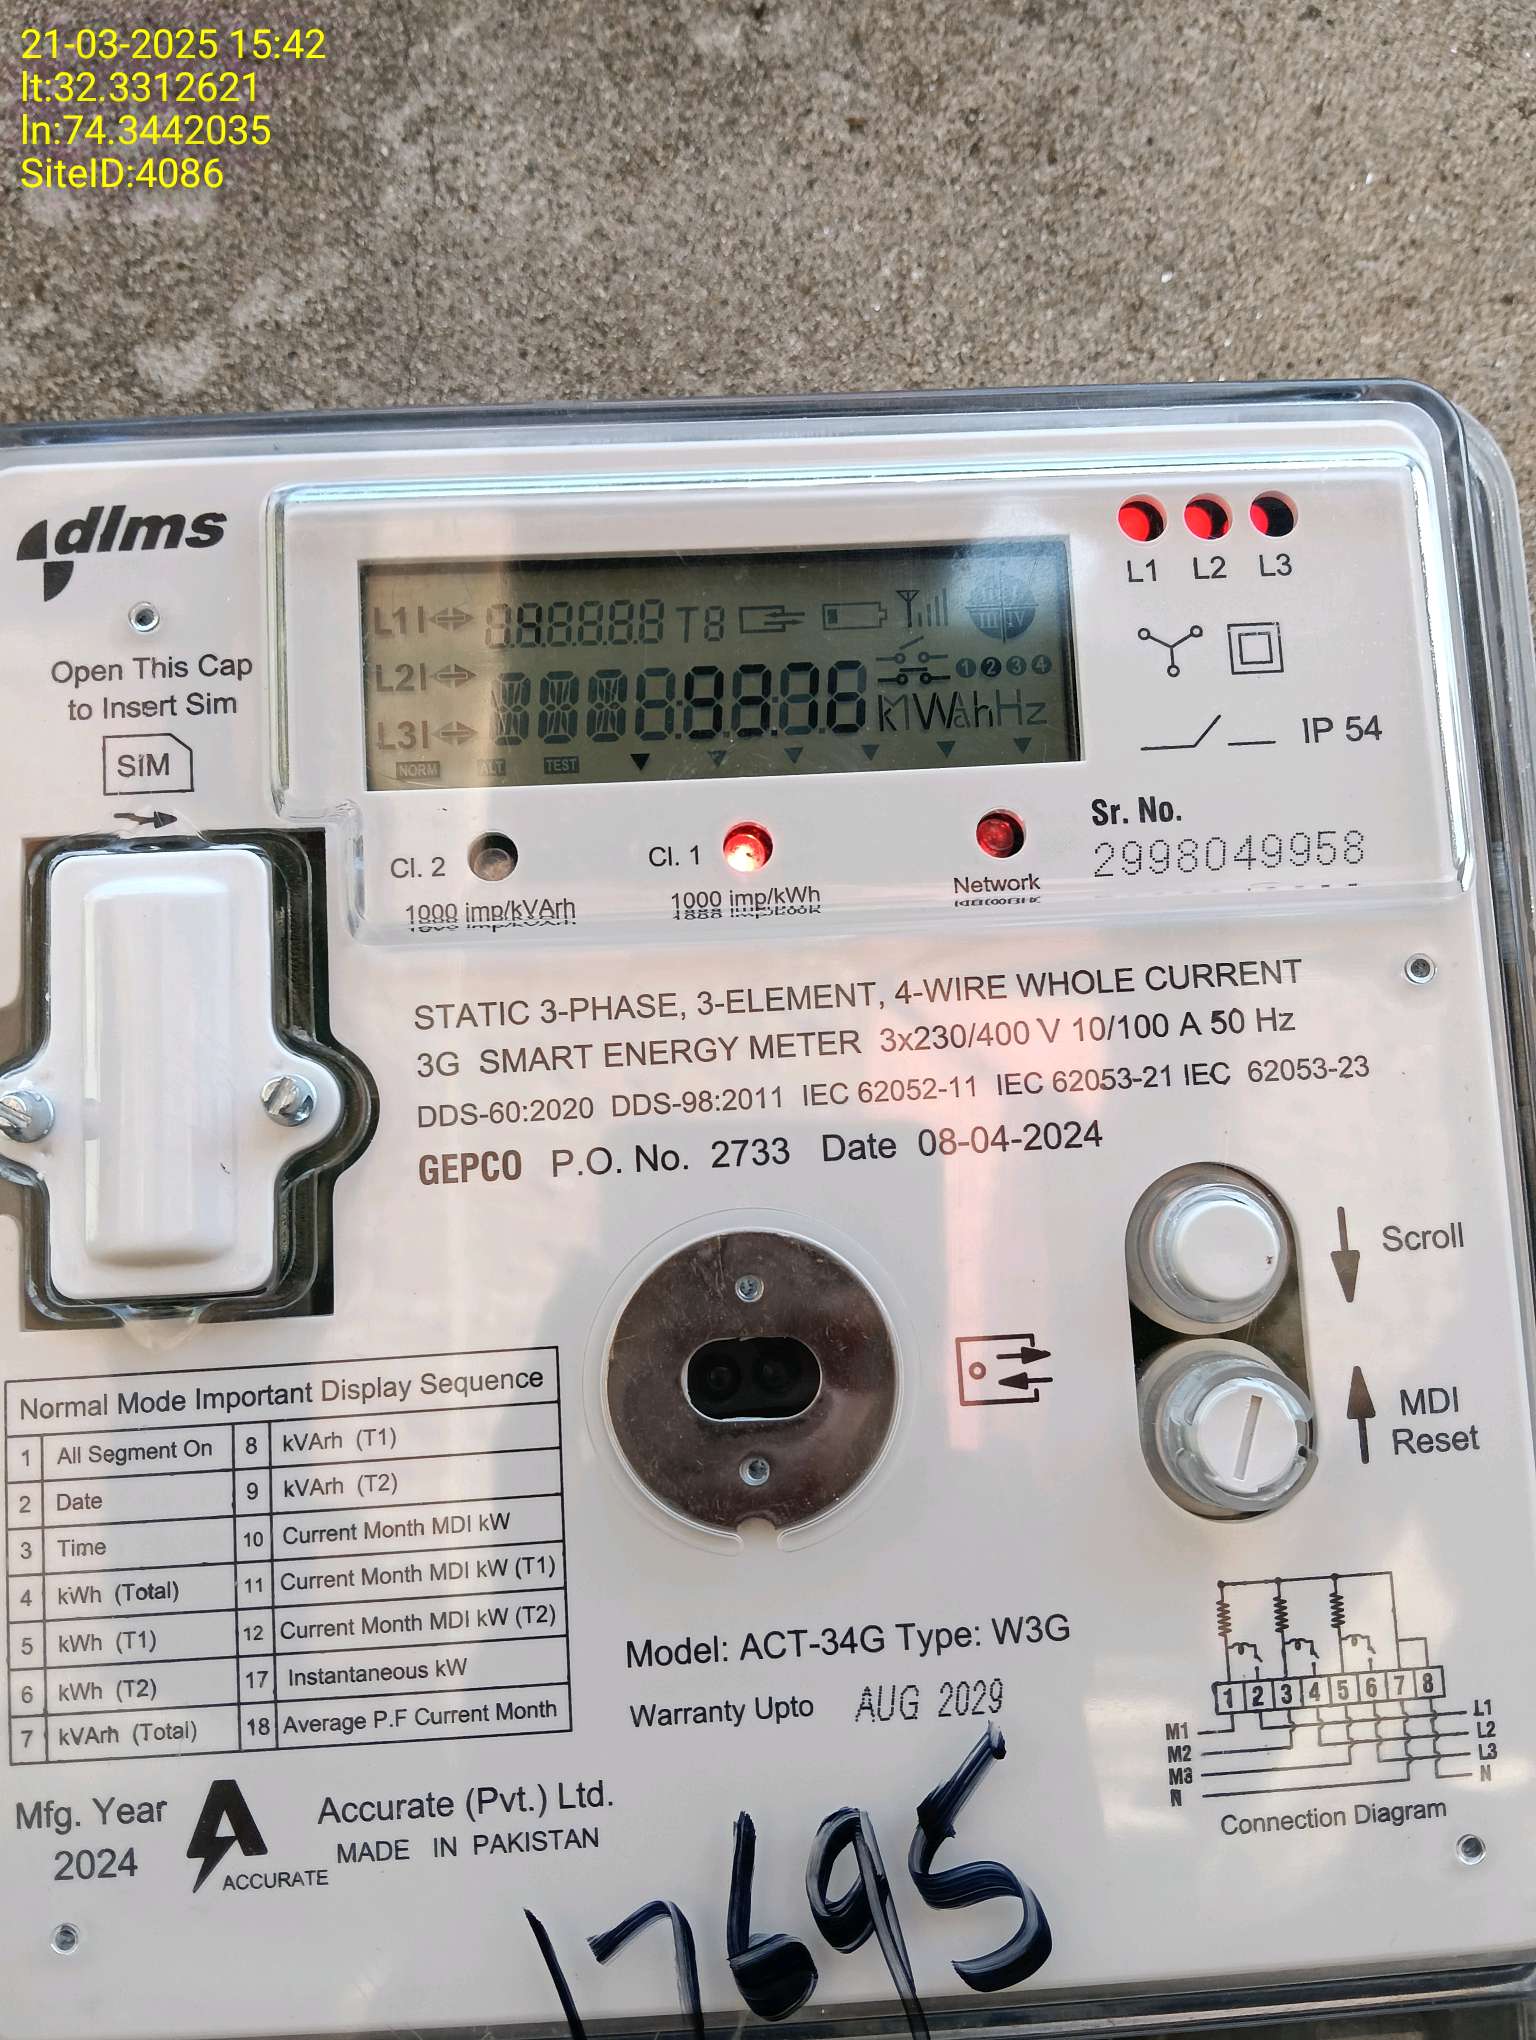 21-03-2025 15:42
lt:32.3312621
ln:74.3442035
SiteID:4086
dlms
Open This Cap
to Insert Sim
SIM
L1
L2
L3
T8
NORM ALT TEST
L1 L2 L3
IP 54
Sr. No.
2998049958
Cl. 2
1000 imp/kVArh
Cl. 1
1000 imp/kWh
Network
STATIC 3-PHASE, 3-ELEMENT, 4-WIRE WHOLE CURRENT
3G SMART ENERGY METER 3x230/400 V 10/100 A 50 Hz
DDS-60:2020 DDS-98:2011 IEC 62052-11 IEC 62053-21 IEC 62053-23
GEPCO P.O. No. 2733 Date 08-04-2024
Scroll
MDI
Reset
Normal Mode Important Display Sequence
1 All Segment On 8 kVArh (T1)
2 Date 9 kVArh (T2)
3 Time 10 Current Month MDI kW
4 kWh (Total) 11 Current Month MDI kW (T1)
5 kWh (T1) 12 Current Month MDI kW (T2)
6 kWh (T2) 17 Instantaneous kW
7 kVArh (Total) 18 Average P.F Current Month
Model: ACT-34G Type: W3G
Warranty Upto AUG 2029
1 2 3 4 5 6 7 8
M1 L1
M2 L2
M3 L3
N N
Connection Diagram
Mfg. Year
2024
ACCURATE
Accurate (Pvt.) Ltd.
MADE IN PAKISTAN
17695